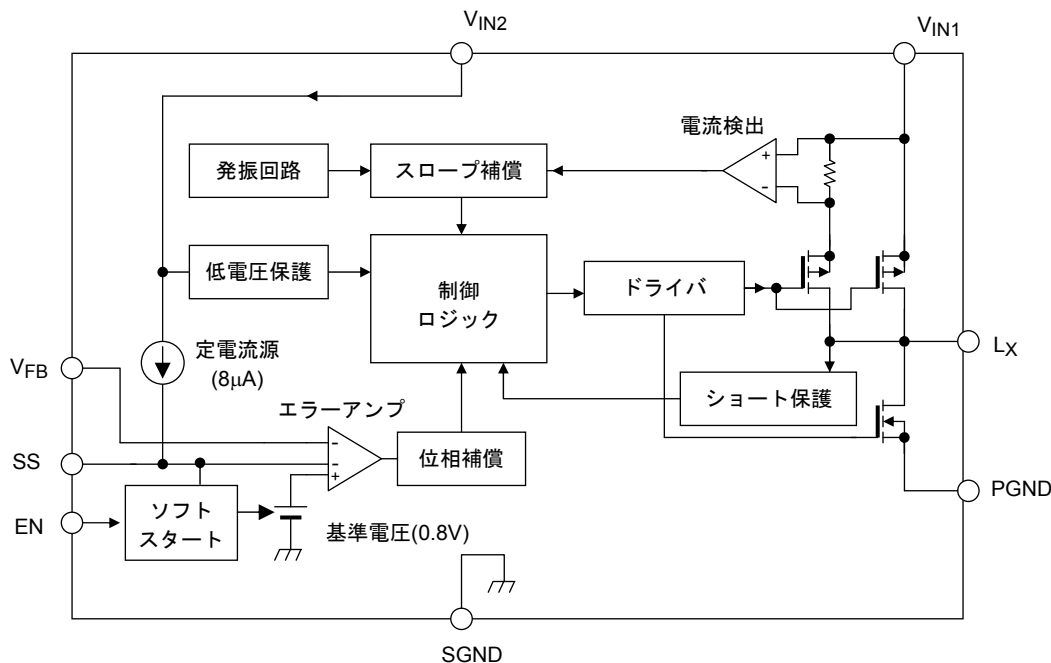 VIN2
VIN1
電流検出
+
-
発振回路
スロープ補償
低電圧保護
制御
ロジック
ドライバ
LX
定電流源
(8μA)
VFB
ショート保護
エラーアンプ
-
-
+
位相補償
SS
PGND
EN
ソフト
スタート
基準電圧(0.8V)
SGND